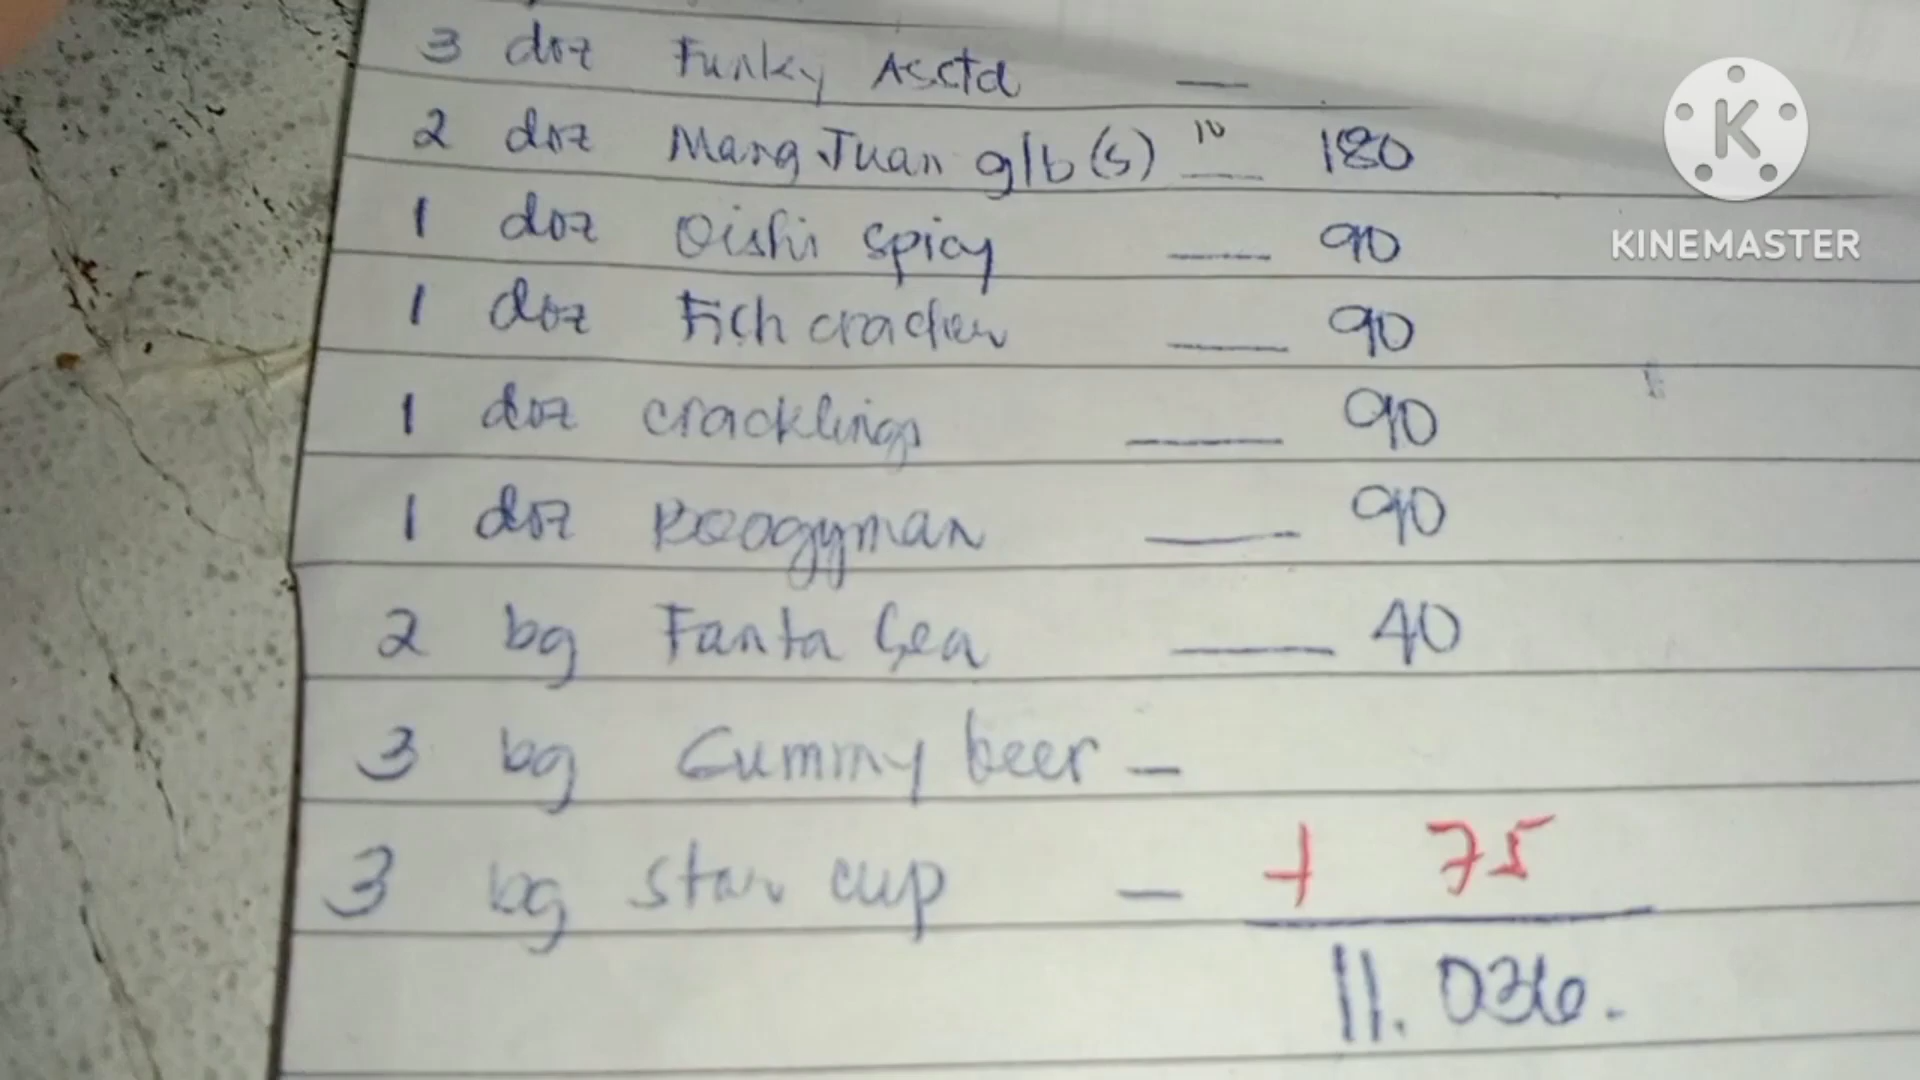 3 doz Funky Asstd —
2 doz Mang Juan g/b (s) 10 — 180
1 doz Oishi spicy — 90
1 doz Fish cracker — 90
1 doz cracklings — 90
1 doz Boogyman — 90
2 bg Fanta Sea — 40
3 bg Gummy beer —
3 bg star cup — + 75
11.036.
K
KINEMASTER